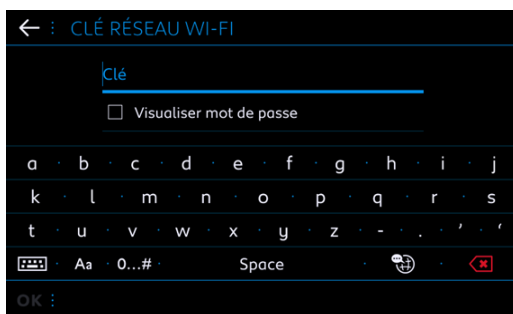 CLÉ RÉSEAU WI-FI
Clé
Visualiser mot de passe
a b c d e f g h i j
k l m n o p q r s
t u v w x y z - . ' ‘
Aa 0...# Space
OK